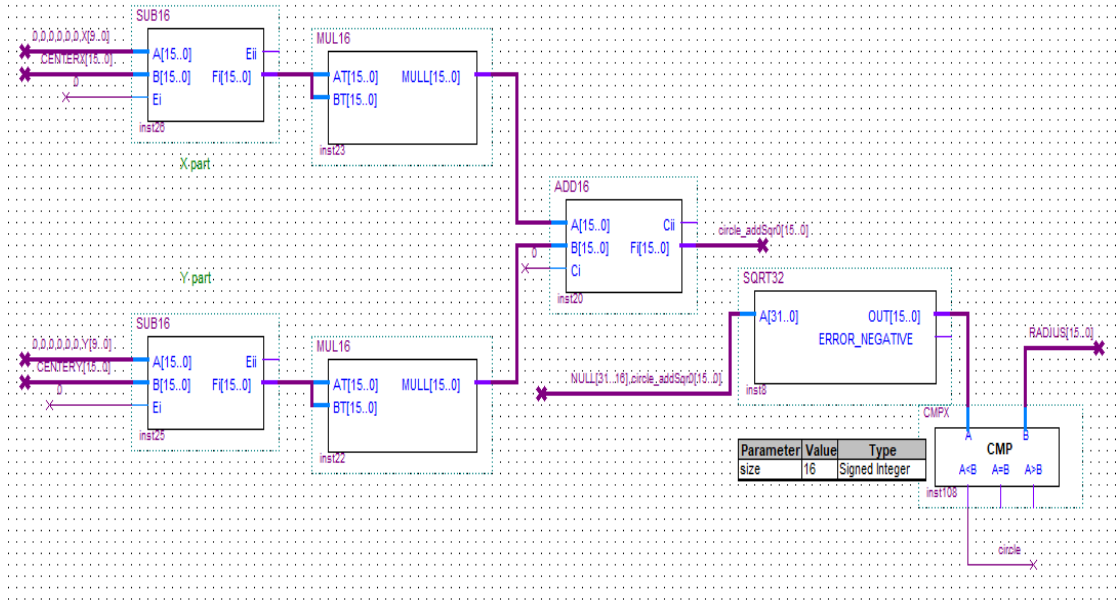 SUB16
0,0,0,0,0,0,X[9..0]
CENTERX[15..0]
0
A[15..0]
B[15..0]
Ei
Eii
Fi[15..0]
inst26
MUL16
AT[15..0]
BT[15..0]
MULL[15..0]
inst23
X-part
ADD16
A[15..0]
B[15..0]
Ci
0
Cii
Fi[15..0]
inst20
circle_addSqr0[15..0]
Y-part
SUB16
0,0,0,0,0,0,Y[9..0]
CENTERY[15..0]
0
A[15..0]
B[15..0]
Ei
Eii
Fi[15..0]
inst25
MUL16
AT[15..0]
BT[15..0]
MULL[15..0]
inst22
SQRT32
A[31..0]
OUT[15..0]
ERROR_NEGATIVE
inst8
NULL[31..16],circle_addSqr0[15..0]
RADIUS[15..0]
Parameter Value Type
size 16 Signed Integer
CMPX
A B
CMP
A<B A=B A>B
inst108
circle